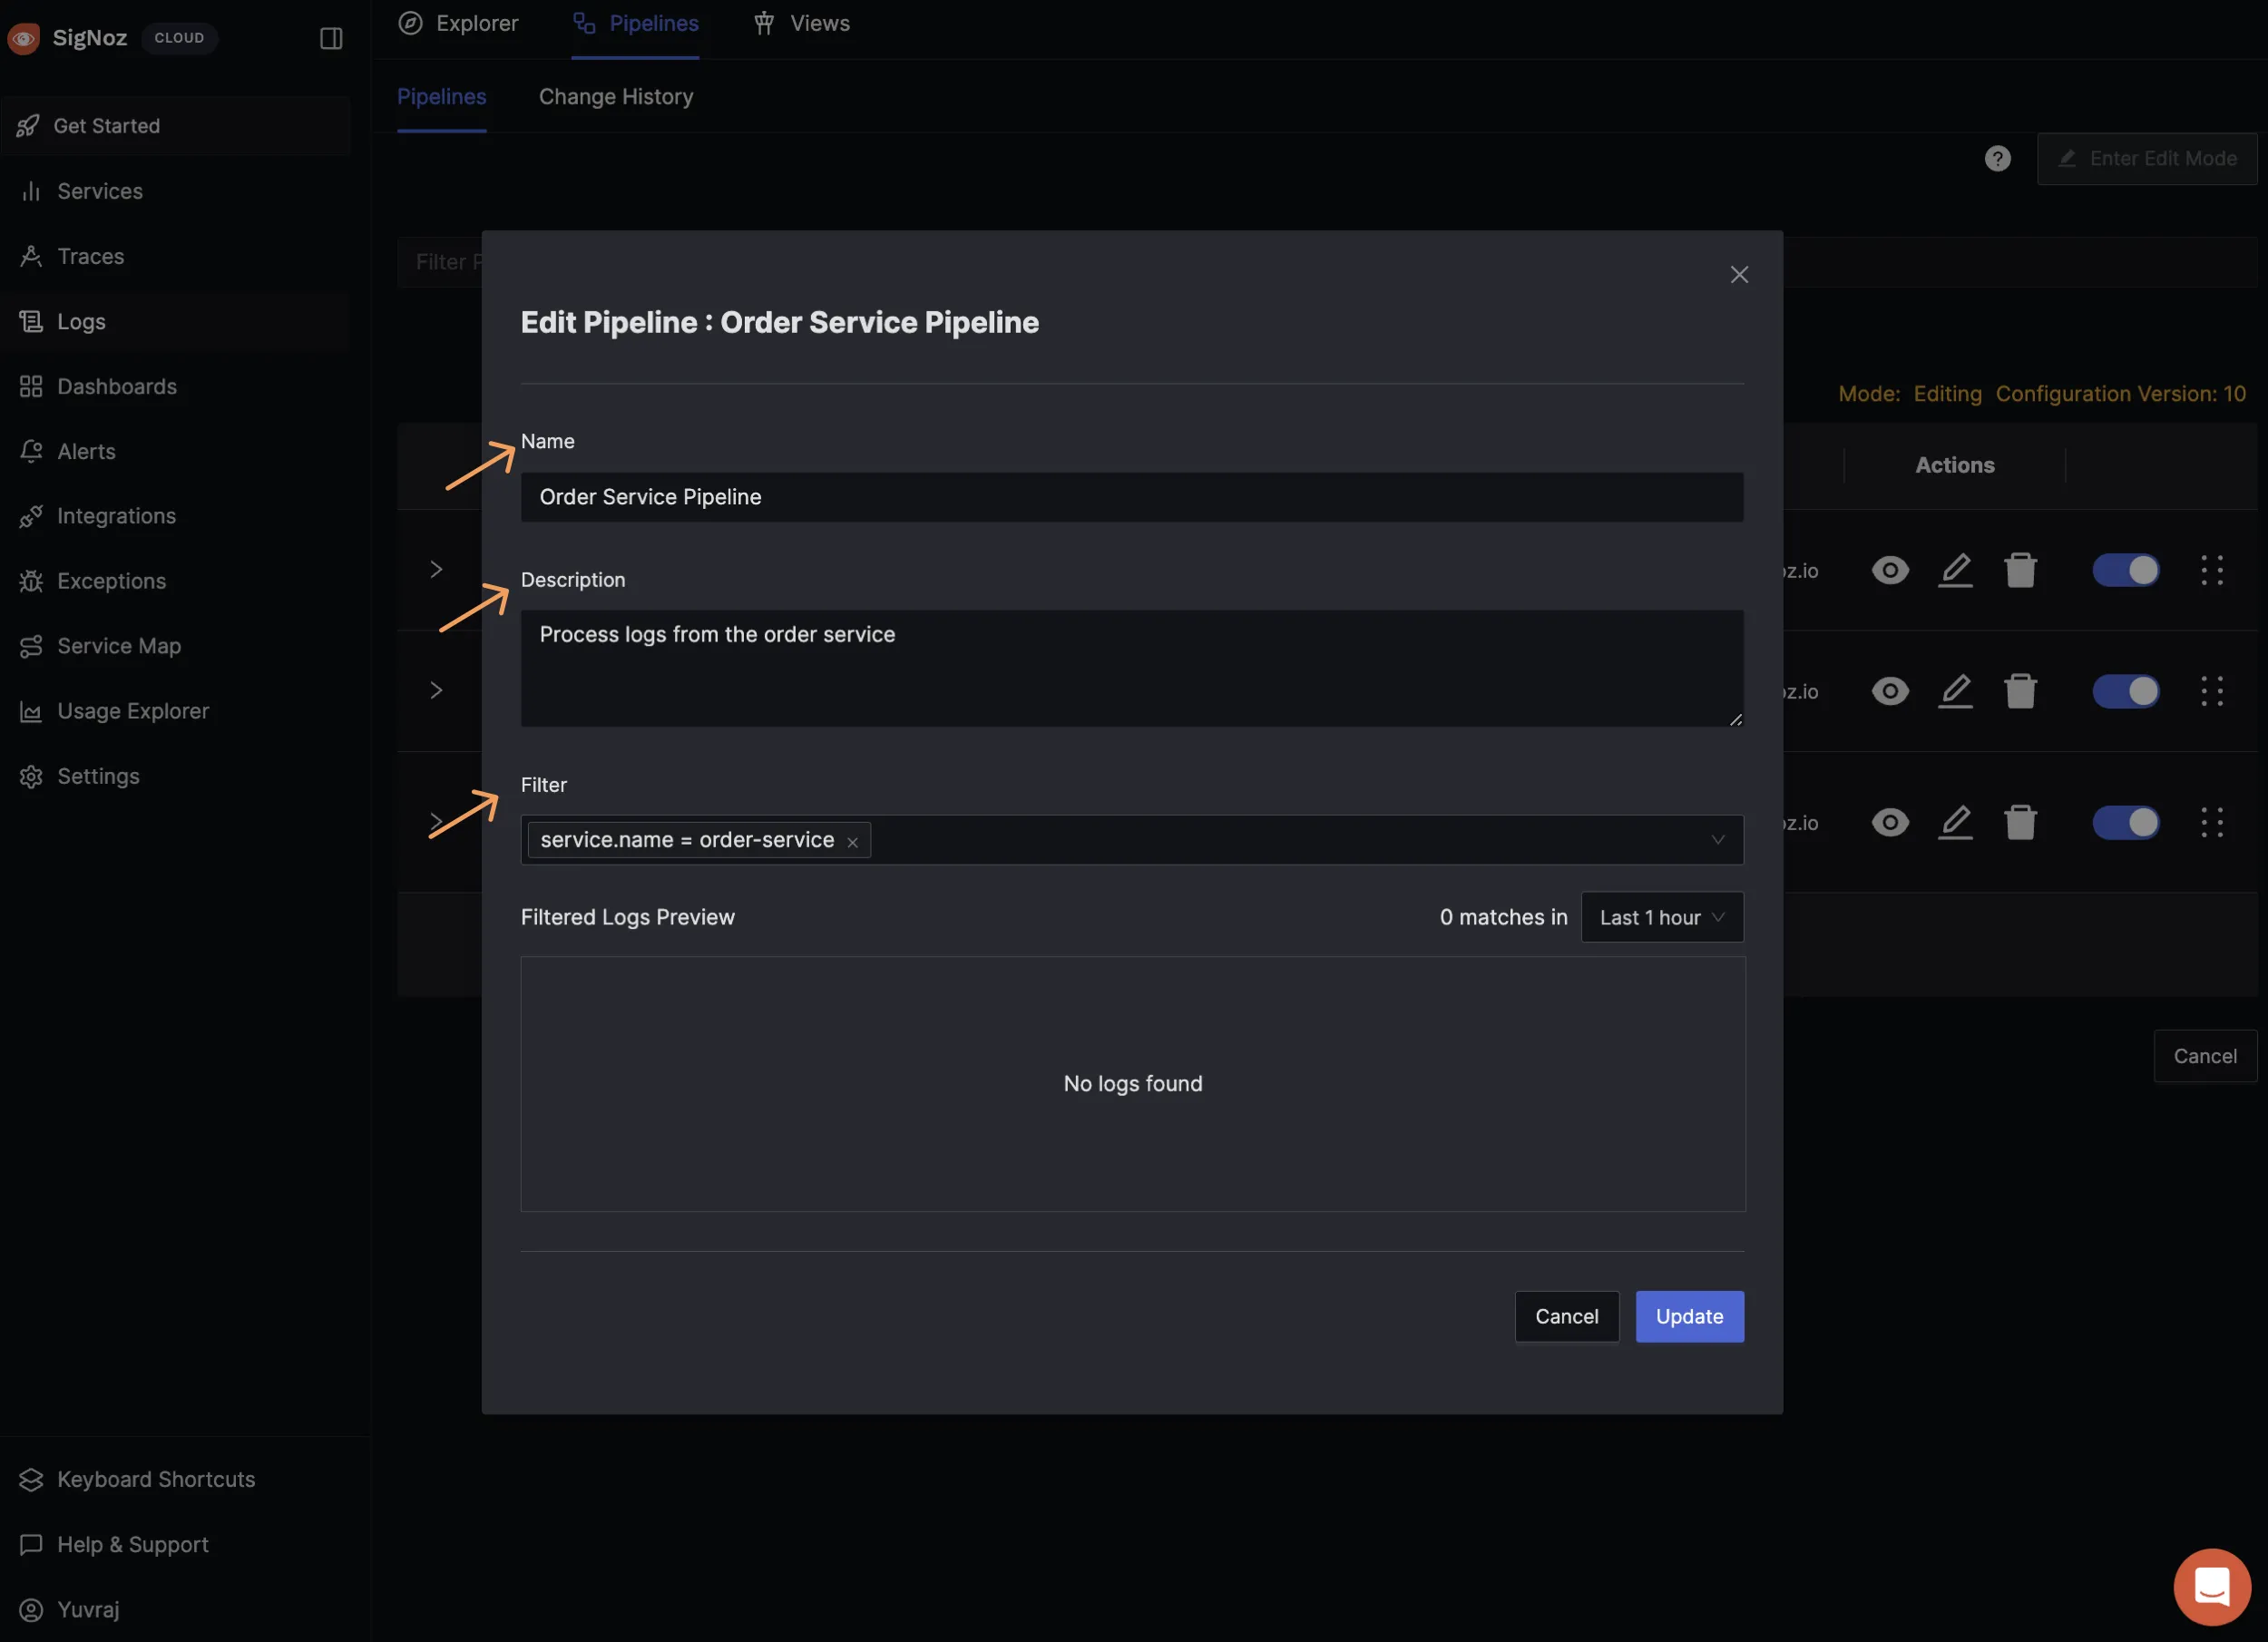 SigNoz
CLOUD
Explorer
Pipelines
Views
Pipelines
Change History
Get Started
Services
Traces
Logs
Dashboards
Alerts
Integrations
Exceptions
Service Map
Usage Explorer
Settings
?
Enter Edit Mode
Filter P
Edit Pipeline : Order Service Pipeline
Mode: Editing Configuration Version: 10
Name
Order Service Pipeline
Actions
Description
Process logs from the order service
oz.io
oz.io
oz.io
Filter
service.name = order-service
Filtered Logs Preview
0 matches in
Last 1 hour
No logs found
Cancel
Cancel
Update
Keyboard Shortcuts
Help & Support
Yuvraj